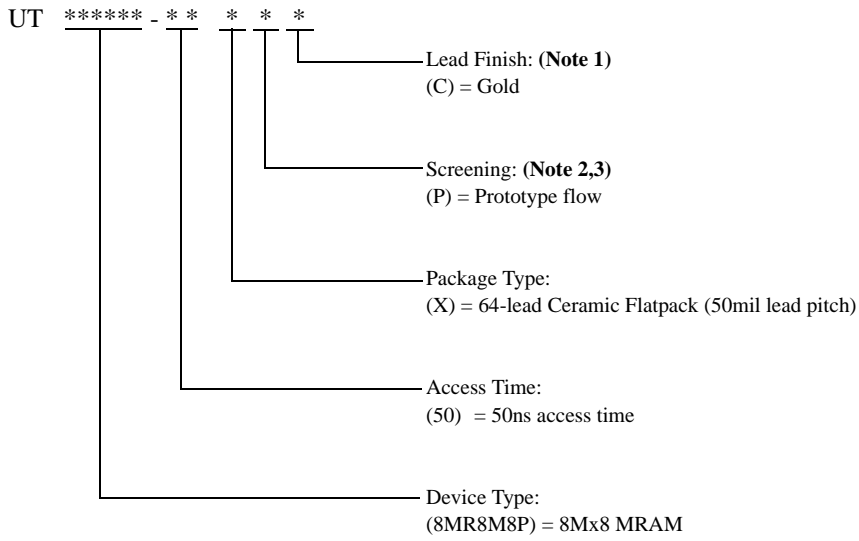 UT ****** - * * * * *
Lead Finish: (Note 1)
(C) = Gold
Screening: (Note 2,3)
(P) = Prototype flow
Package Type:
(X) = 64-lead Ceramic Flatpack (50mil lead pitch)
Access Time:
(50) = 50ns access time
Device Type:
(8MR8M8P) = 8Mx8 MRAM